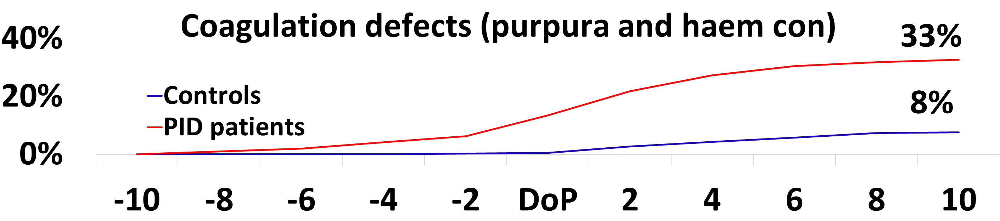 Coagulation defects (purpura and haem con)
40%
33%
20%
Controls
8%
PID patients
0%
-10 -8 -6 -4 -2 DoP 2 4 6 8 10